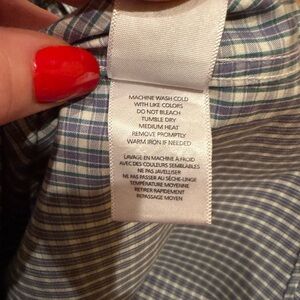 MACHINE WASH COLD
WITH LIKE COLORS
DO NOT BLEACH
TUMBLE DRY
MEDIUM HEAT
REMOVE PROMPTLY
WARM IRON IF NEEDED
LAVAGE EN MACHINE À FROID
AVEC DES COULEURS SEMBLABLES
NE PAS JAVELLISER
NE PAS PASSER AU SÈCHE-LINGE
TEMPÉRATURE MOYENNE
RETIRER RAPIDEMENT
REPASSAGE MOYEN